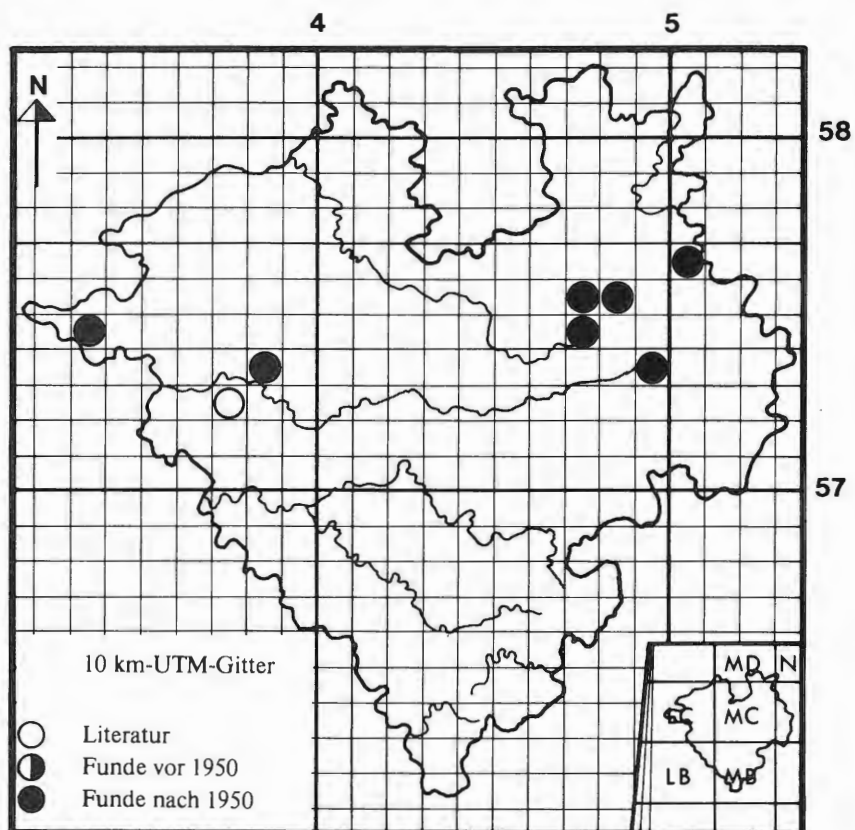 4 5
N
58
57
10 km-UTM-Gitter
MD N
MC
Literatur
Funde vor 1950
LB MB
Funde nach 1950